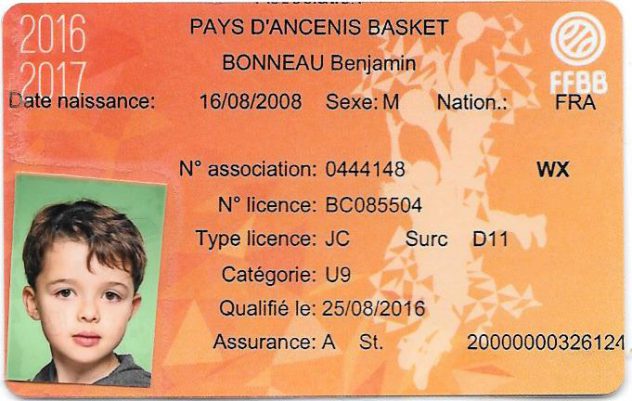 2016
2017
PAYS D'ANCENIS BASKET
BONNEAU Benjamin
FFBB
Date naissance: 16/08/2008 Sexe: M Nation.: FRA
N° association: 0444148 WX
N° licence: BC085504
Type licence: JC Surc D11
Catégorie: U9
Qualifié le: 25/08/2016
Assurance: A St. 20000000326124